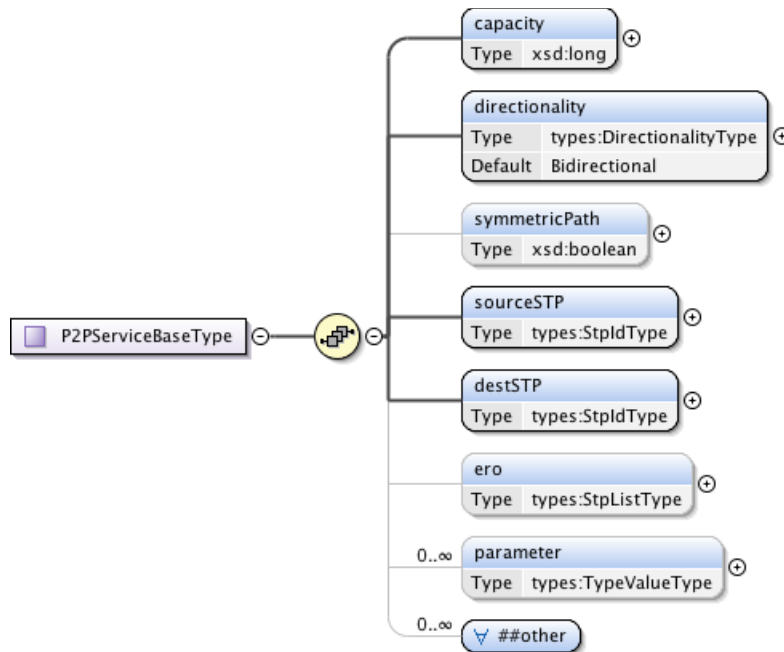 capacity
Type xsd:long
directionality
Type types:DirectionalityType
Default Bidirectional
symmetricPath
Type xsd:boolean
sourceSTP
Type types:StpIdType
P2PServiceBaseType
destSTP
Type types:StpIdType
ero
Type types:StpListType
0..∞ parameter
Type types:TypeValueType
0..∞ ∀ ##other